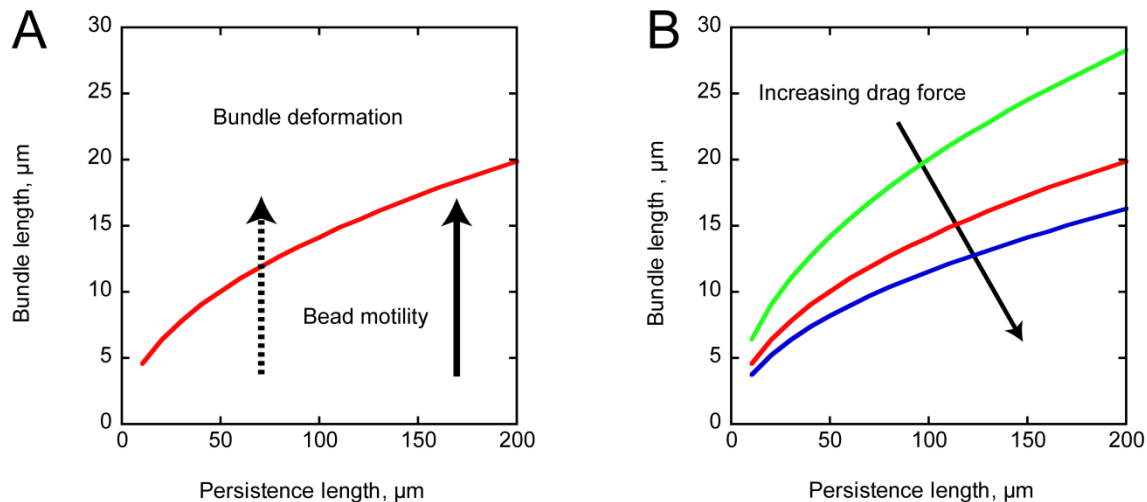 A
30
25
20
15
10
5
0
Bundle length, µm
Bundle deformation
Bead motility
0 50 100 150 200
Persistence length, µm
B
30
25
20
15
10
5
0
Bundle length , µm
Increasing drag force
0 50 100 150 200
Persistence length, µm